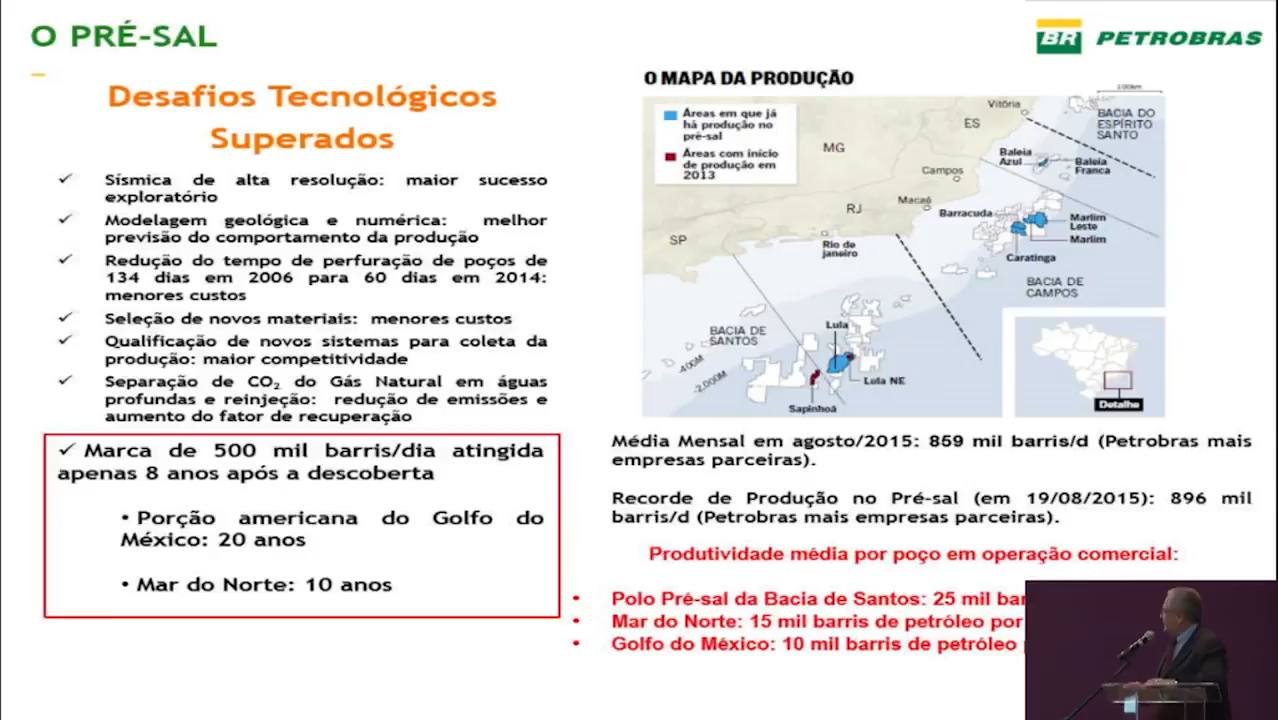 O PRÉ-SAL
BR PETROBRAS
Desafios Tecnológicos
Superados
✓ Sísmica de alta resolução: maior sucesso
exploratório
✓ Modelagem geológica e numérica: melhor
previsão do comportamento da produção
✓ Redução do tempo de perfuração de poços de
134 dias em 2006 para 60 dias em 2014:
menores custos
✓ Seleção de novos materiais: menores custos
✓ Qualificação de novos sistemas para coleta da
produção: maior competitividade
✓ Separação de CO₂ do Gás Natural em águas
profundas e reinjeção: redução de emissões e
aumento do fator de recuperação
✓ Marca de 500 mil barris/dia atingida
apenas 8 anos após a descoberta
• Porção americana do Golfo do
México: 20 anos
• Mar do Norte: 10 anos
O MAPA DA PRODUÇÃO
Áreas em que já
há produção no
pré-sal
Áreas com início
de produção em
2013
Vitória
ES
BACIA DO
ESPÍRITO
SANTO
MG
Baleia
Azul
Baleia
Franca
Campos
Macaé
RJ
Barracuda
Marlim
Leste
Marlim
SP
Rio de
janeiro
Caratinga
BACIA DE
CAMPOS
BACIA DE
SANTOS
Lula
-400M
-2,000M
Lula NE
Sapinhoá
Detalhe
Média Mensal em agosto/2015: 859 mil barris/d (Petrobras mais
empresas parceiras).
Recorde de Produção no Pré-sal (em 19/08/2015): 896 mil
barris/d (Petrobras mais empresas parceiras).
Produtividade média por poço em operação comercial:
• Polo Pré-sal da Bacia de Santos: 25 mil
• Mar do Norte: 15 mil barris de petróleo por
• Golfo do México: 10 mil barris de petróleo